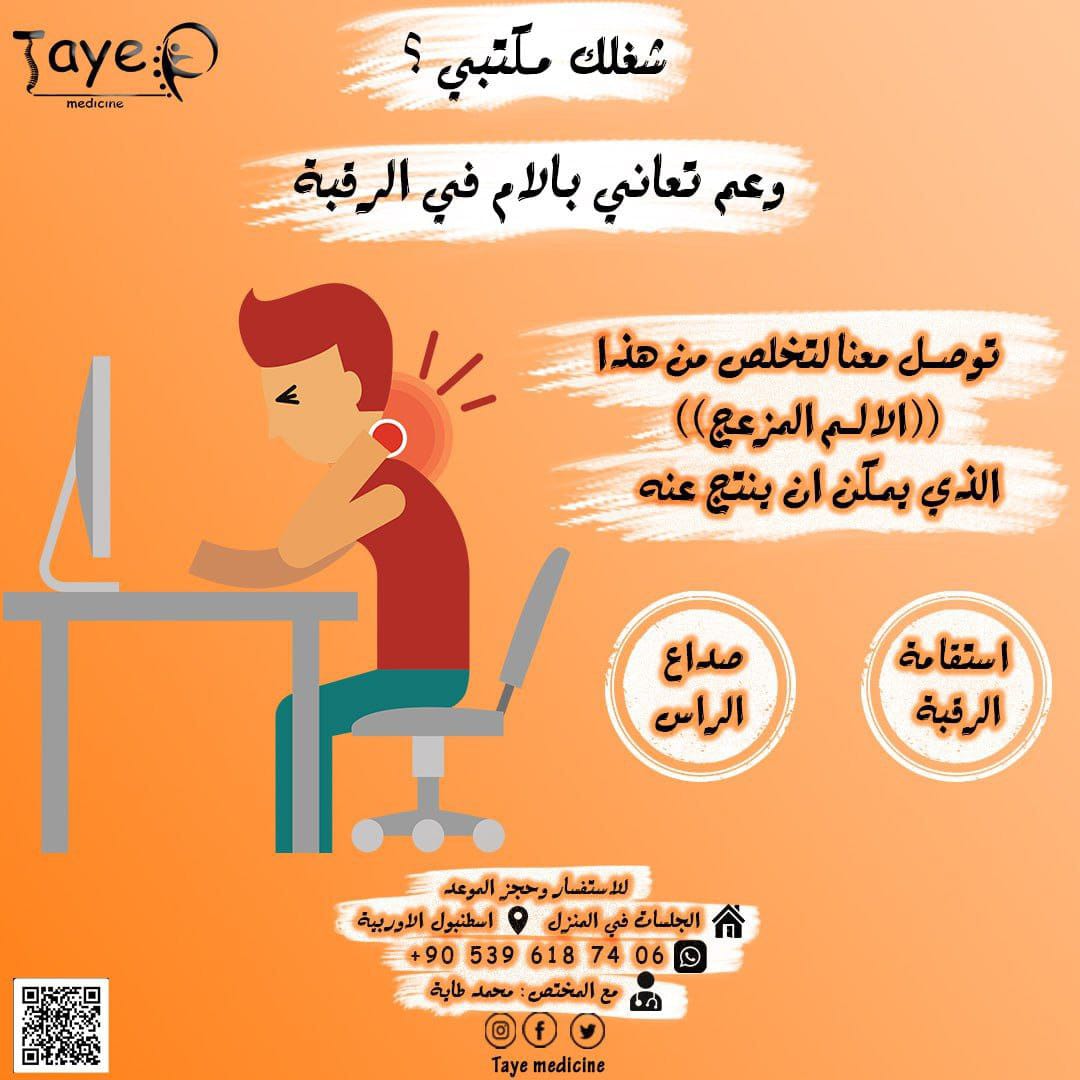 Taye
medicine
شغلك مكتبي ؟
وعم تعاني بالام في الرقبة
توصل معنا لتخلص من هذا
((الالم المزعج))
الذي يمكن ان ينتج عنه
استقامة
الرقبة
صداع
الراس
للاستفسار وحجز الموعد
الجلسات في المنزل اسطنبول الاوربية
+90 539 618 74 06
مع المختص: محمد طاية
Taye medicine